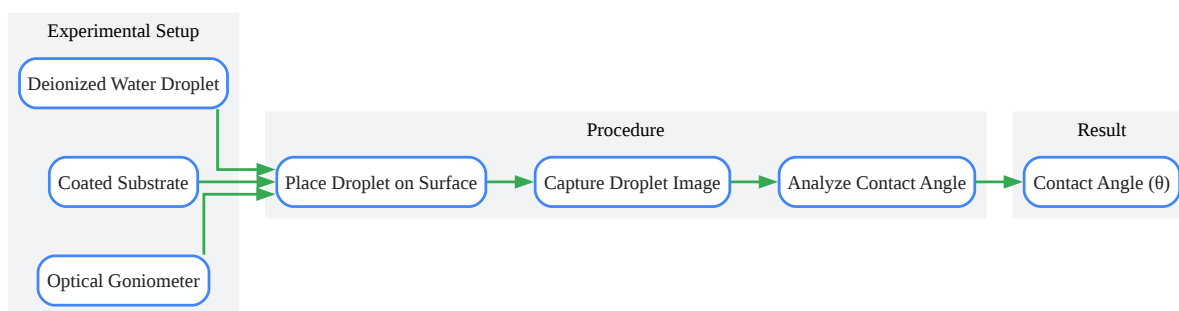 Experimental Setup
Deionized Water Droplet
Coated Substrate
Optical Goniometer
Procedure
Place Droplet on Surface
Capture Droplet Image
Analyze Contact Angle
Result
Contact Angle (θ)